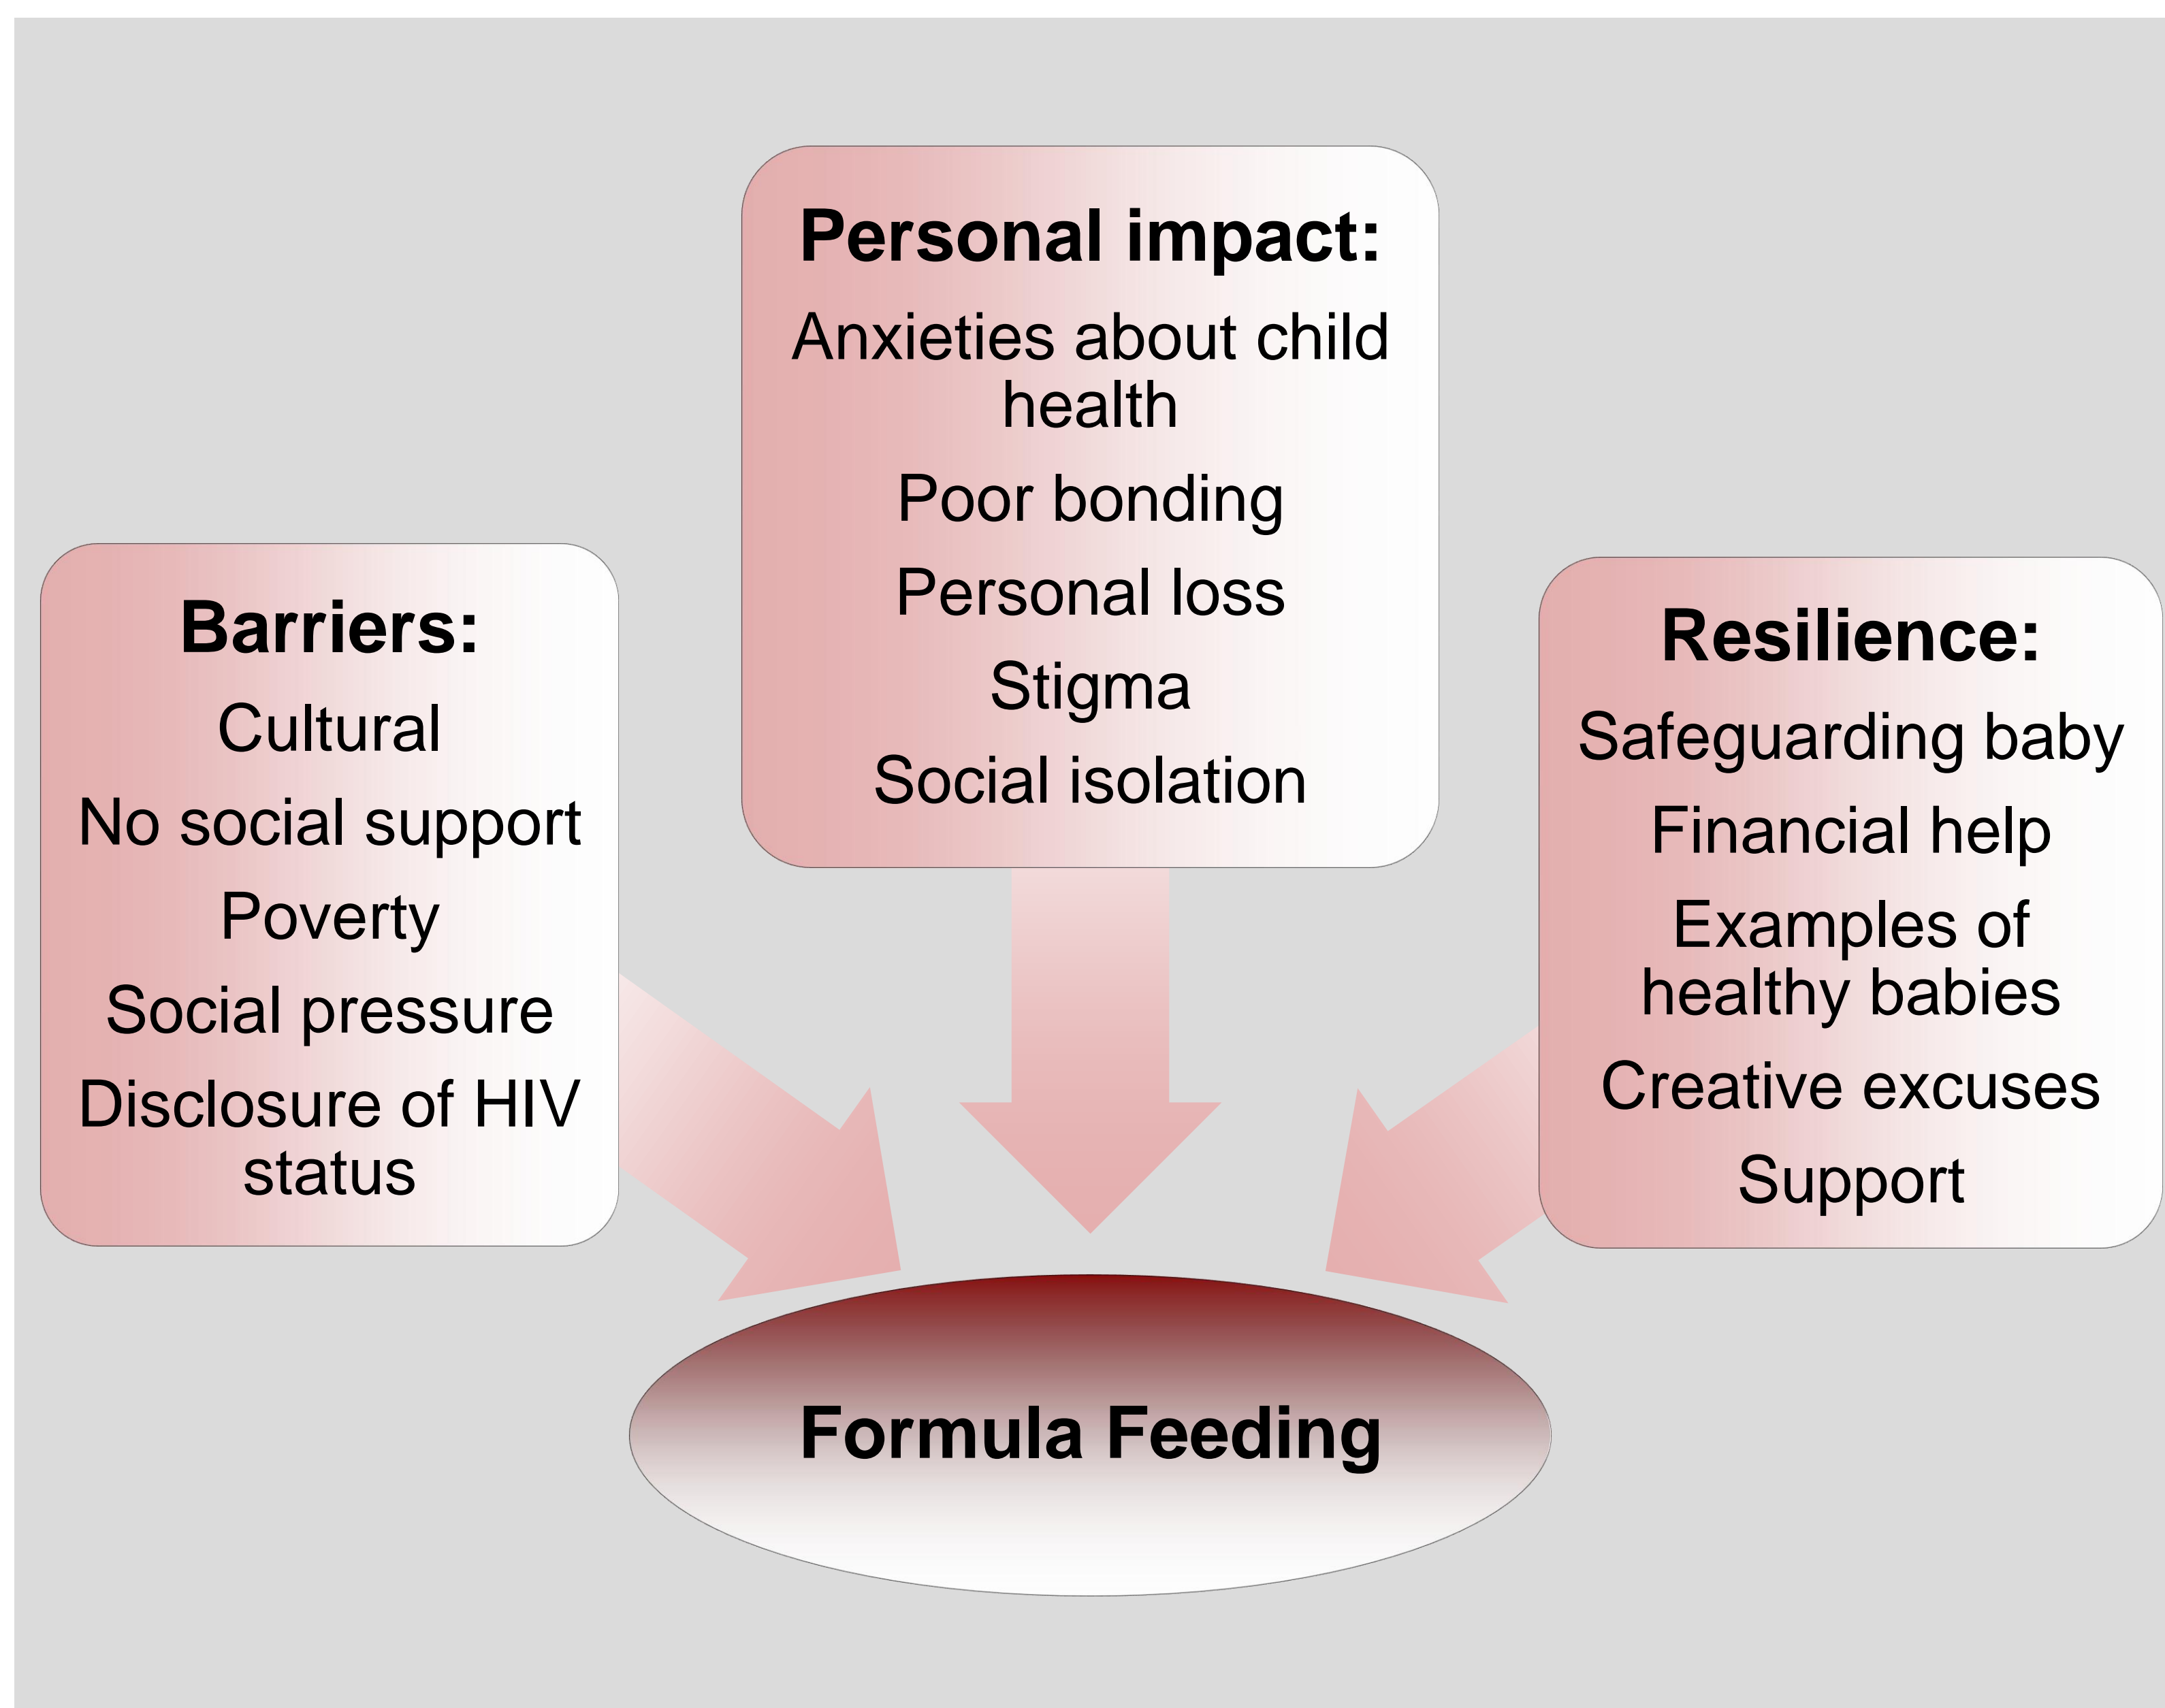 Personal impact:
Anxieties about child
health
Poor bonding
Personal loss
Stigma
Social isolation
Barriers:
Cultural
No social support
Poverty
Social pressure
Disclosure of HIV
status
Resilience:
Safeguarding baby
Financial help
Examples of
healthy babies
Creative excuses
Support
Formula Feeding